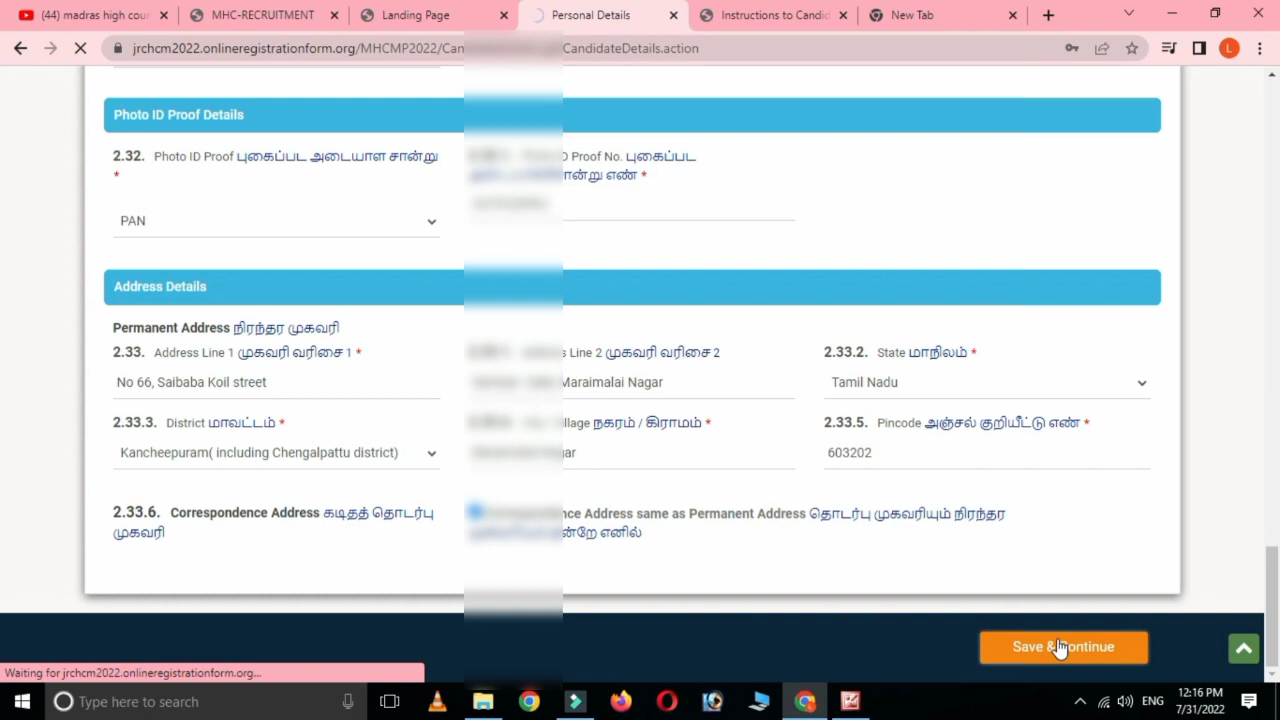 (44) madras high cour
MHC-RECRUITMENT
Landing Page
Personal Details
Instructions to Candid
New Tab
jrchcm2022.onlineregistrationform.org/MHCMP2022/Can CandidateDetails.action
L
Photo ID Proof Details
2.32. Photo ID Proof புகைப்பட அடையாள சான்று *
D Proof No. புகைப்பட
ான்று எண் *
PAN
Address Details
Permanent Address நிரந்தர முகவரி
2.33. Address Line 1 முகவரி வரிசை 1 *
s Line 2 முகவரி வரிசை 2
2.33.2. State மாநிலம் *
No 66, Saibaba Koil street
Maraimalai Nagar
Tamil Nadu
2.33.3. District மாவட்டம் *
llage நகரம் / கிராமம் *
2.33.5. Pincode அஞ்சல் குறியீட்டு எண் *
Kancheepuram( including Chengalpattu district)
ar
603202
2.33.6. Correspondence Address கடிதத் தொடர்பு
முகவரி
Address same as Permanent Address தொடர்பு முகவரியும் நிரந்தர
ன்றே எனில்
Save & Continue
Waiting for jrchcm2022.onlineregistrationform.org...
Type here to search
ENG
12:16 PM
7/31/2022